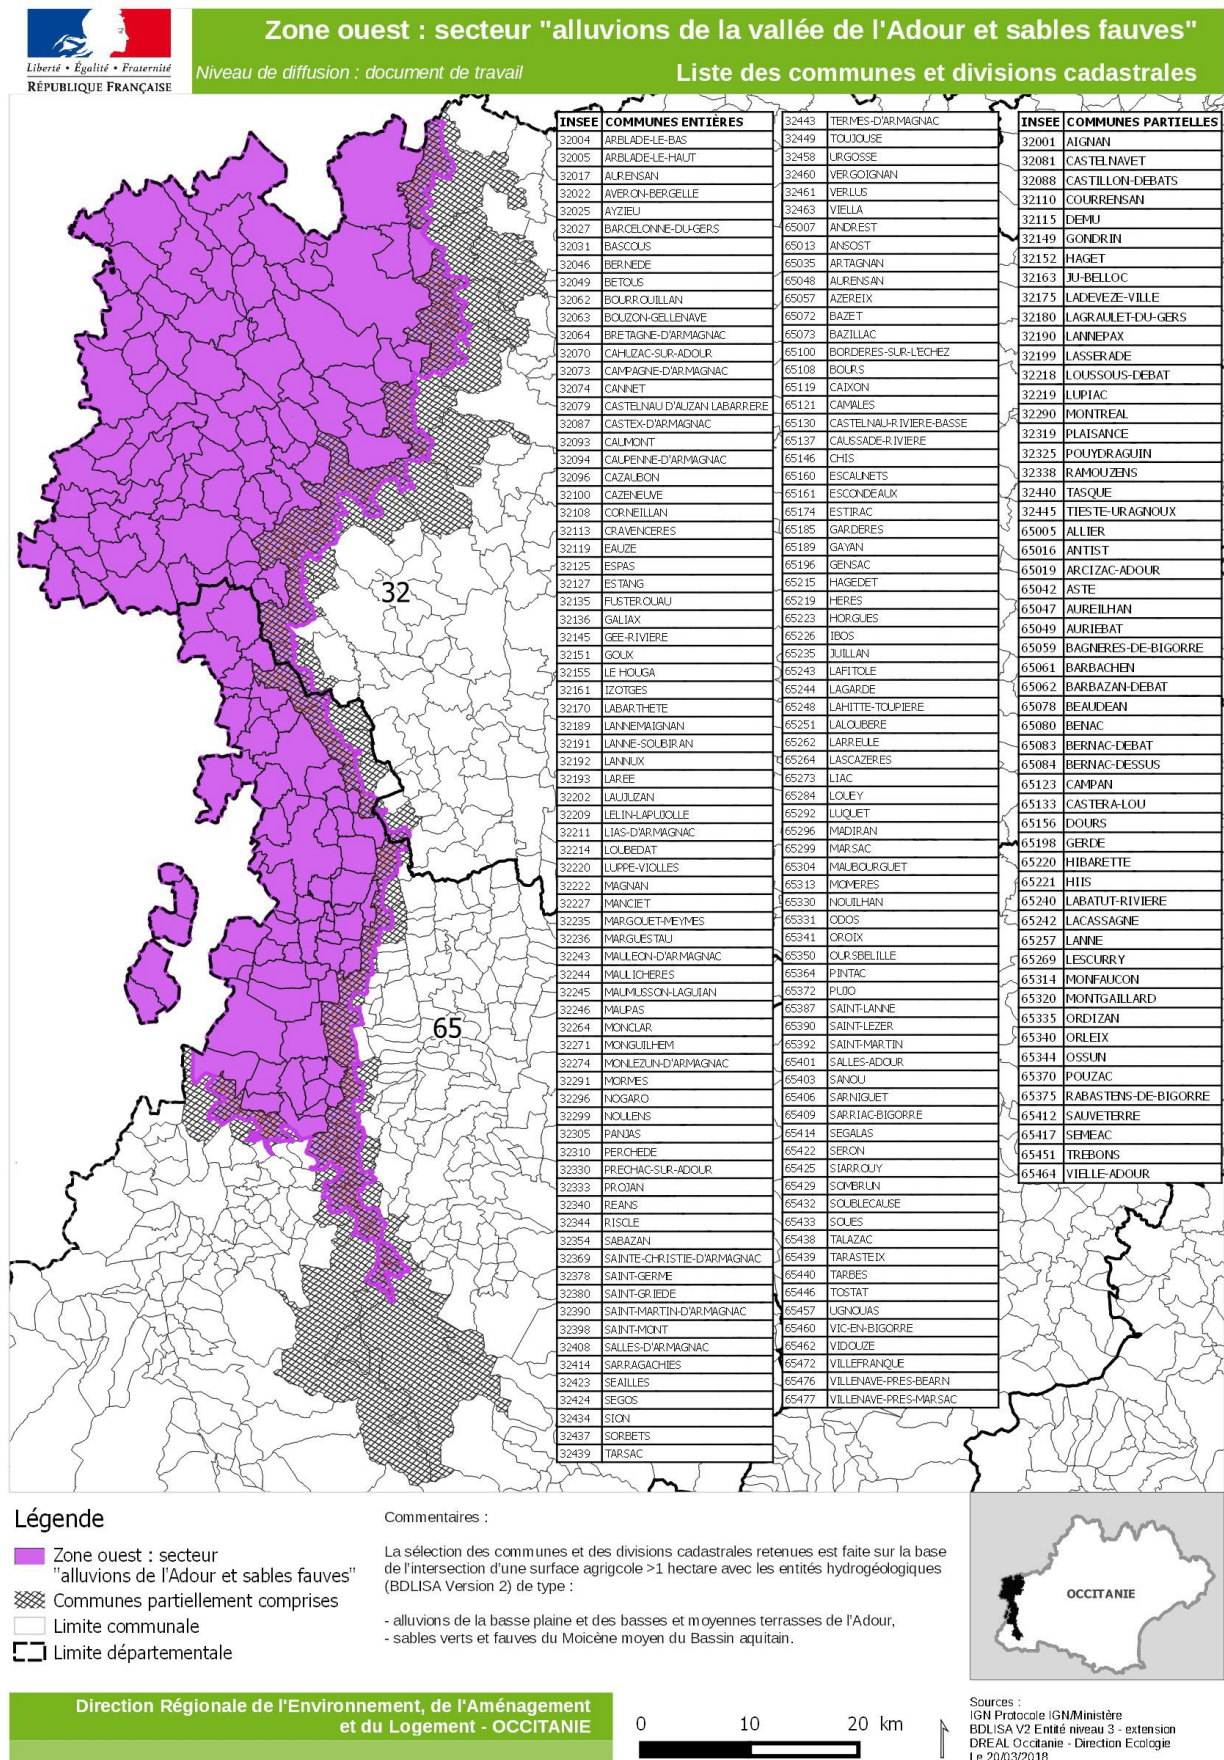 Liberté • Égalité • Fraternité
RÉPUBLIQUE FRANÇAISE
Zone ouest : secteur "alluvions de la vallée de l'Adour et sables fauves"
Niveau de diffusion : document de travail
Liste des communes et divisions cadastrales
INSEE COMMUNES ENTIÈRES
32004 ARBLADE-LE-BAS
32005 ARBLADE-LE-HAUT
32017 AURENSAN
32022 AVERON-BERGELLE
32025 AYZIEU
32027 BARCELONNE-DU-GERS
32031 BASCOUS
32046 BERNEDE
32049 BETOUS
32062 BOURROUILLAN
32063 BOUZON-GELLENAVE
32064 BRETAGNE-D'ARMAGNAC
32070 CAHUZAC-SUR-ADOUR
32073 CAMPAGNE-D'ARMAGNAC
32074 CANNET
32079 CASTELNAU D'AUZAN LABARRERE
32087 CASTEX-D'ARMAGNAC
32093 CAUMONT
32094 CAUPENNE-D'ARMAGNAC
32096 CAZAUBON
32100 CAZENEUVE
32108 CORNEILLAN
32113 CRAVENCERES
32119 EAUZE
32125 ESPAS
32127 ESTANG
32135 FUSTEROUAU
32136 GALIAX
32145 GEE-RIVIERE
32151 GOUX
32155 LE HOUGA
32161 IZOTGES
32170 LABARTHETE
32189 LANNEMAIGNAN
32191 LANNE-SOUBIRAN
32192 LANNUX
32193 LAREE
32202 LAUJUZAN
32209 LELIN-LAPUJOLLE
32211 LIAS-D'ARMAGNAC
32214 LOUBEDAT
32220 LUPPE-VIOLLES
32222 MAGNAN
32227 MANCIET
32235 MARGOUET-MEYMES
32236 MARGUESTAU
32243 MAULEON-D'ARMAGNAC
32244 MAULICHERES
32245 MAUMUSSON-LAGUIAN
32246 MAUPAS
32264 MONCLAR
32271 MONGUILHEM
32274 MONLEZUN-D'ARMAGNAC
32291 MORMES
32296 NOGARO
32299 NOULENS
32305 PANJAS
32310 PERCHEDE
32330 PRECHAC-SUR-ADOUR
32333 PROJAN
32340 REANS
32344 RISCLE
32354 SABAZAN
32369 SAINTE-CHRISTIE-D'ARMAGNAC
32378 SAINT-GERME
32380 SAINT-GRIEDE
32390 SAINT-MARTIN-D'ARMAGNAC
32398 SAINT-MONT
32408 SALLES-D'ARMAGNAC
32414 SARRAGACHIES
32423 SEAILLES
32424 SEGOS
32434 SION
32437 SORBETS
32439 TARSAC
32443 TERMES-D'ARMAGNAC
32449 TOUJOUSE
32458 URGOSSE
32460 VERGOIGNAN
32461 VERLUS
32463 VIELLA
65007 ANDREST
65013 ANSOST
65035 ARTAGNAN
65048 AURENSAN
65057 AZEREIX
65072 BAZET
65073 BAZILLAC
65100 BORDERES-SUR-L'ECHEZ
65108 BOURS
65119 CAIXON
65121 CAMALES
65130 CASTELNAU-RIVIERE-BASSE
65137 CAUSSADE-RIVIERE
65146 CHIS
65160 ESCAUNETS
65161 ESCONDEAUX
65174 ESTIRAC
65185 GARDERES
65189 GAYAN
65196 GENSAC
65215 HAGEDET
65219 HERES
65223 HORGUES
65226 IBOS
65235 JUILLAN
65243 LAFITOLE
65244 LAGARDE
65248 LAHITTE-TOUPIERE
65251 LALOUBERE
65262 LARREULE
65264 LASCAZERES
65273 LIAC
65284 LOUEY
65292 LUQUET
65296 MADIRAN
65299 MARSAC
65304 MAUBOURGUET
65313 MOMERES
65330 NOUILHAN
65331 ODOS
65341 OROIX
65350 OURSBELILLE
65364 PINTAC
65372 PUJO
65387 SAINT-LANNE
65390 SAINT-LEZER
65392 SAINT-MARTIN
65401 SALLES-ADOUR
65403 SANOU
65406 SARNIGUET
65409 SARRIAC-BIGORRE
65414 SEGALAS
65422 SERON
65425 SIARROUY
65429 SOMBRUN
65432 SOUBLECAUSE
65433 SOUES
65438 TALAZAC
65439 TARASTEIX
65440 TARBES
65446 TOSTAT
65457 UGNOUAS
65460 VIC-EN-BIGORRE
65462 VIDOUZE
65472 VILLEFRANQUE
65476 VILLENAVE-PRES-BEARN
65477 VILLENAVE-PRES-MARSAC
INSEE COMMUNES PARTIELLES
32001 AIGNAN
32081 CASTELNAVET
32088 CASTILLON-DEBATS
32110 COURRENSAN
32115 DEMU
32149 GONDRIN
32152 HAGET
32163 JU-BELLOC
32175 LADEVEZE-VILLE
32180 LAGRAULET-DU-GERS
32190 LANNEPAX
32199 LASSERADE
32218 LOUSSOUS-DEBAT
32219 LUPIAC
32290 MONTREAL
32319 PLAISANCE
32325 POUYDRAGUIN
32338 RAMOUZENS
32440 TASQUE
32445 TIESTE-URAGNOUX
65005 ALLIER
65016 ANTIST
65019 ARCIZAC-ADOUR
65042 ASTE
65047 AUREILHAN
65049 AURIEBAT
65059 BAGNERES-DE-BIGORRE
65061 BARBACHEN
65062 BARBAZAN-DEBAT
65078 BEAUDEAN
65080 BENAC
65083 BERNAC-DEBAT
65084 BERNAC-DESSUS
65123 CAMPAN
65133 CASTERA-LOU
65156 DOURS
65198 GERDE
65220 HIBARETTE
65221 HIIS
65240 LABATUT-RIVIERE
65242 LACASSAGNE
65257 LANNE
65269 LESCURRY
65314 MONFAUCON
65320 MONTGAILLARD
65335 ORDIZAN
65340 ORLEIX
65344 OSSUN
65370 POUZAC
65375 RABASTENS-DE-BIGORRE
65412 SAUVETERRE
65417 SEMEAC
65451 TREBONS
65464 VIELLE-ADOUR
32
65
Légende
Zone ouest : secteur
"alluvions de l'Adour et sables fauves"
Communes partiellement comprises
Limite communale
Limite départementale
Commentaires :
La sélection des communes et des divisions cadastrales retenues est faite sur la base
de l'intersection d'une surface agrigcole >1 hectare avec les entités hydrogéologiques
(BDLISA Version 2) de type :
- alluvions de la basse plaine et des basses et moyennes terrasses de l'Adour,
- sables verts et fauves du Moicène moyen du Bassin aquitain.
OCCITANIE
Direction Régionale de l'Environnement, de l'Aménagement
et du Logement - OCCITANIE
0 10 20 km
Sources :
IGN Protocole IGN/Ministère
BDLISA V2 Entité niveau 3 - extension
DREAL Occitanie - Direction Ecologie
Le 20/03/2018